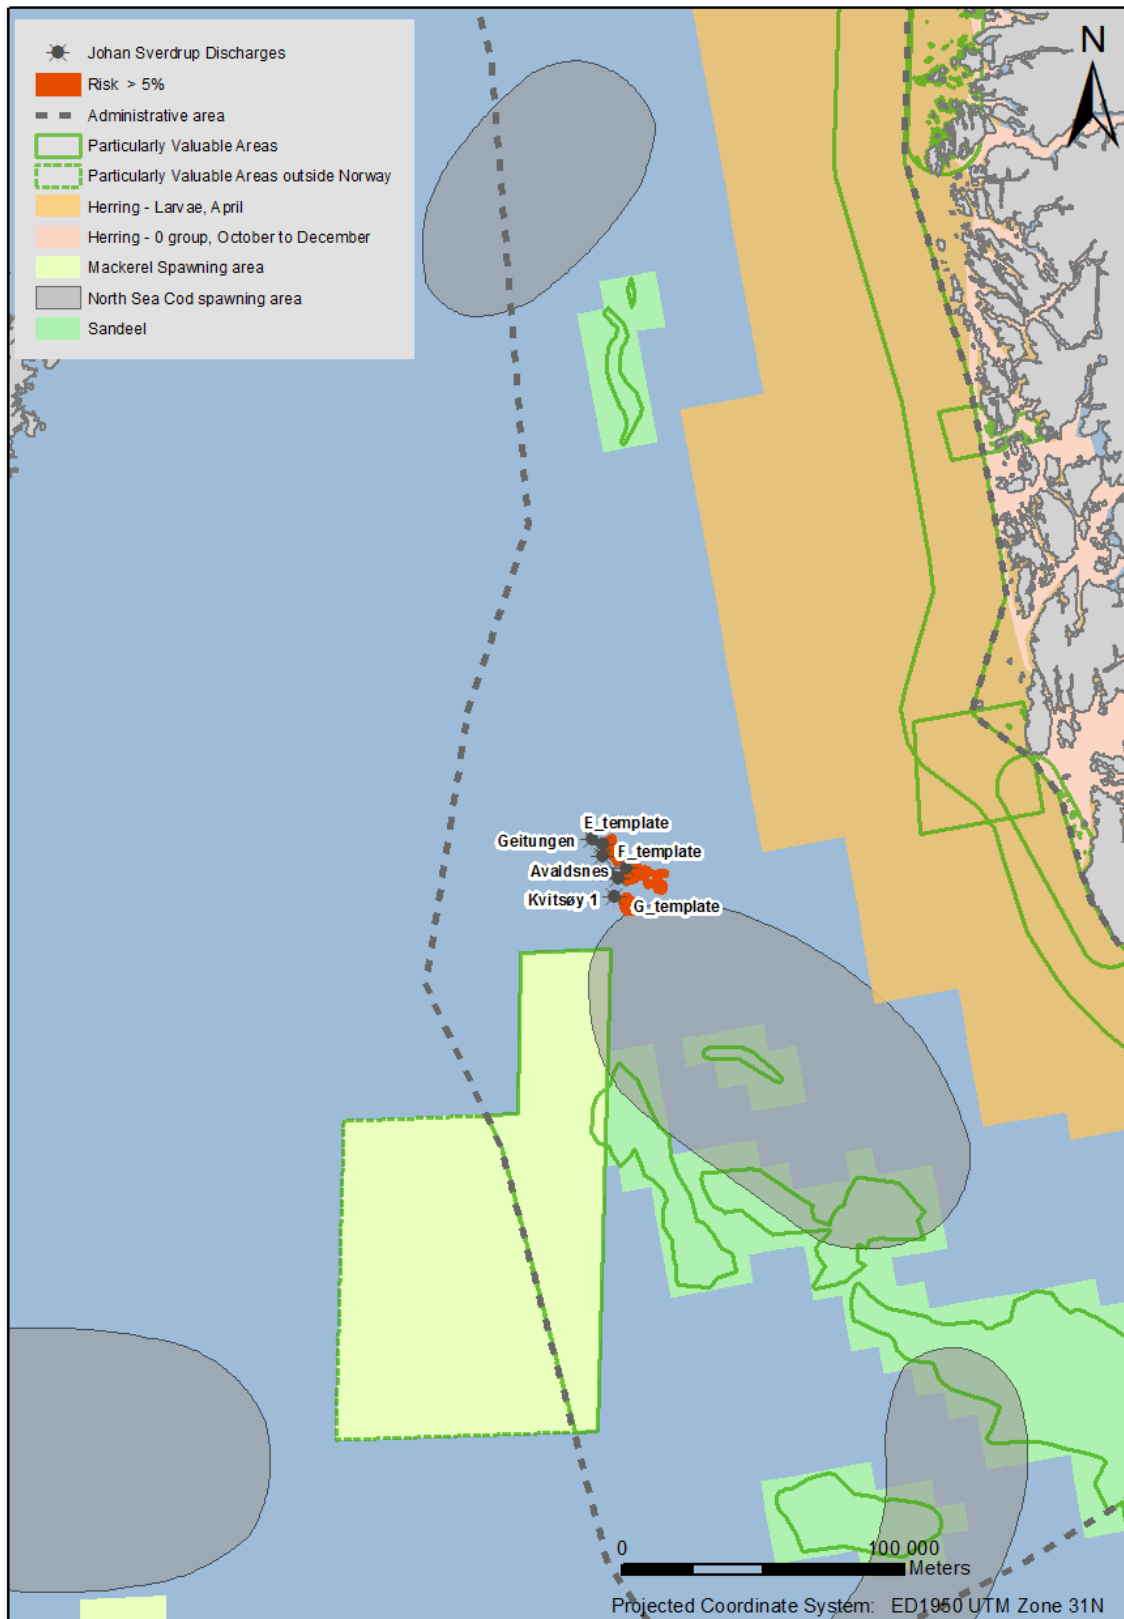 Johan Sverdrup Discharges
Risk > 5%
Administrative area
Particularly Valuable Areas
Particularly Valuable Areas outside Norway
Herring - Larvae, April
Herring - 0 group, October to December
Mackerel Spawning area
North Sea Cod spawning area
Sandeel
N
E_template
Geitungen
F_template
Avaldsnes
Kvitsøy 1
G_template
0 100 000
Meters
Projected Coordinate System: ED1950 UTM Zone 31N